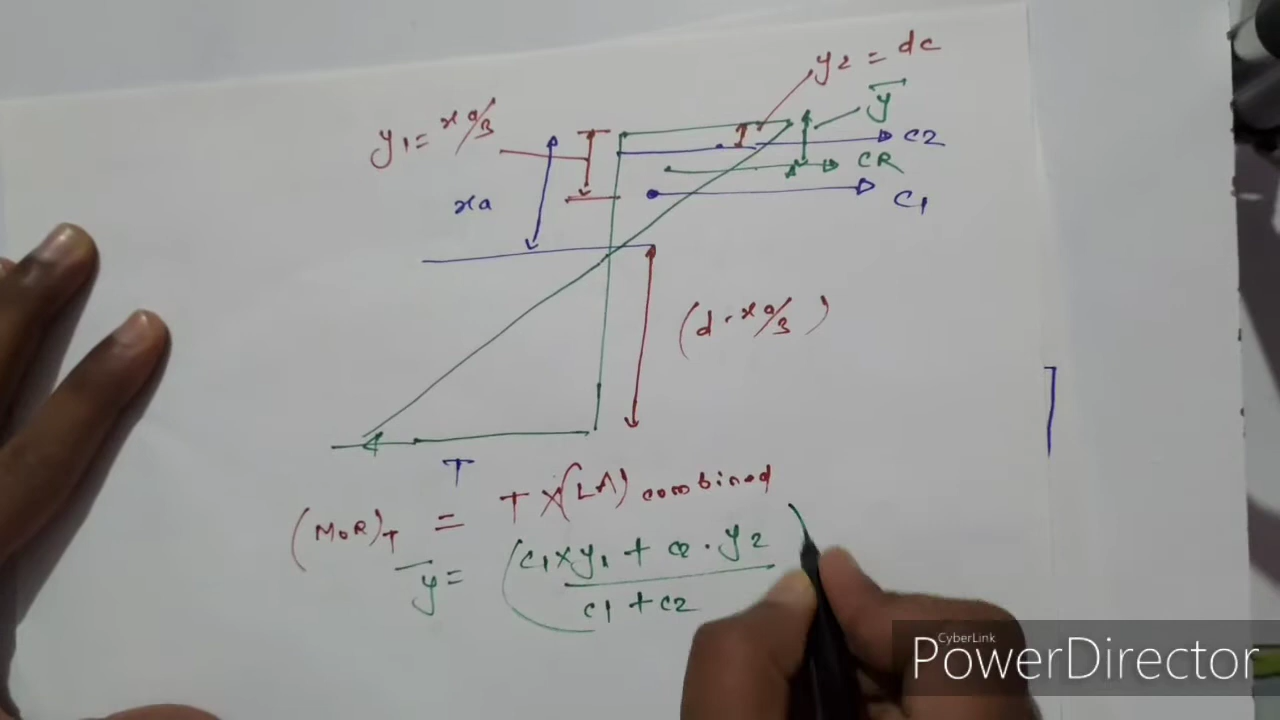 y2 = dc
y1 = xa/3
ȳ
C2
CR
xa
C1
(d - xa/3)
T
(MOR)T = T x (LA) combined
ȳ = (C1 x y1 + C2 . y2
C1 + C2
CyberLink
PowerDirector